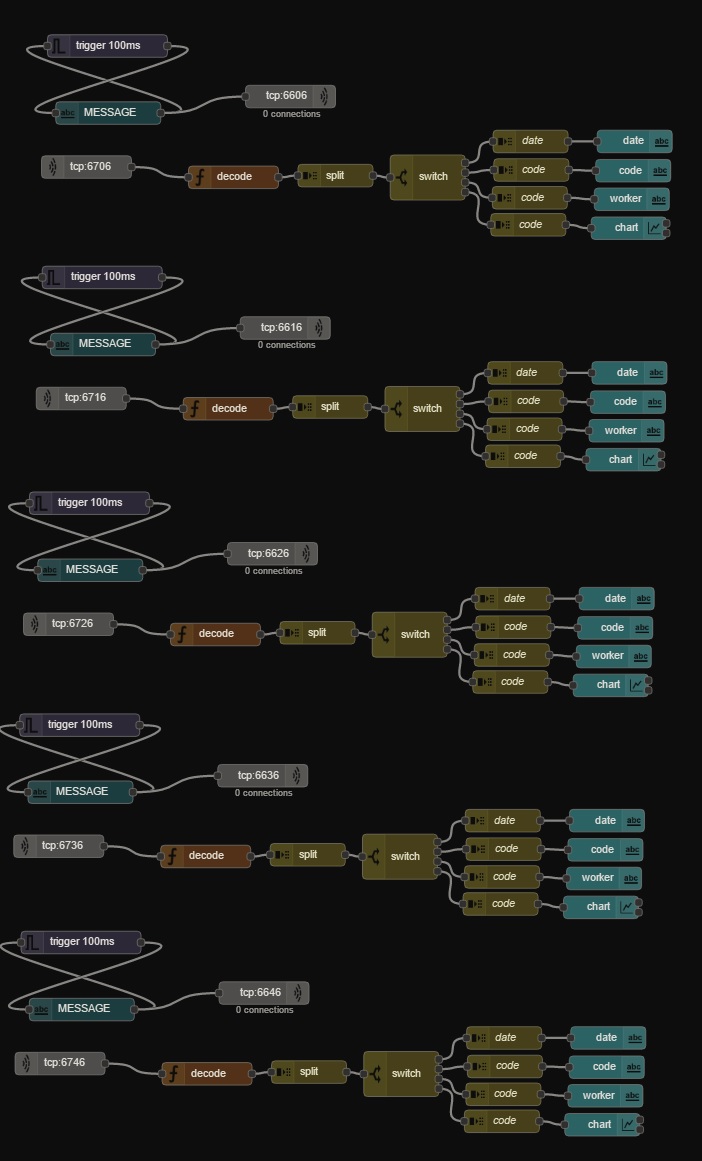 trigger 100ms
abc MESSAGE
tcp:6606
0 connections
tcp:6706
decode
split
switch
date
date abc
code
code abc
code
worker abc
code
chart
trigger 100ms
abc MESSAGE
tcp:6616
0 connections
tcp:6716
decode
split
switch
date
date abc
code
code abc
code
worker abc
code
chart
trigger 100ms
abc MESSAGE
tcp:6626
0 connections
tcp:6726
decode
split
switch
date
date abc
code
code abc
code
worker abc
code
chart
trigger 100ms
abc MESSAGE
tcp:6636
0 connections
tcp:6736
decode
split
switch
date
date abc
code
code abc
code
worker abc
code
chart
trigger 100ms
abc MESSAGE
tcp:6646
0 connections
tcp:6746
decode
split
switch
date
date abc
code
code abc
code
worker abc
code
chart